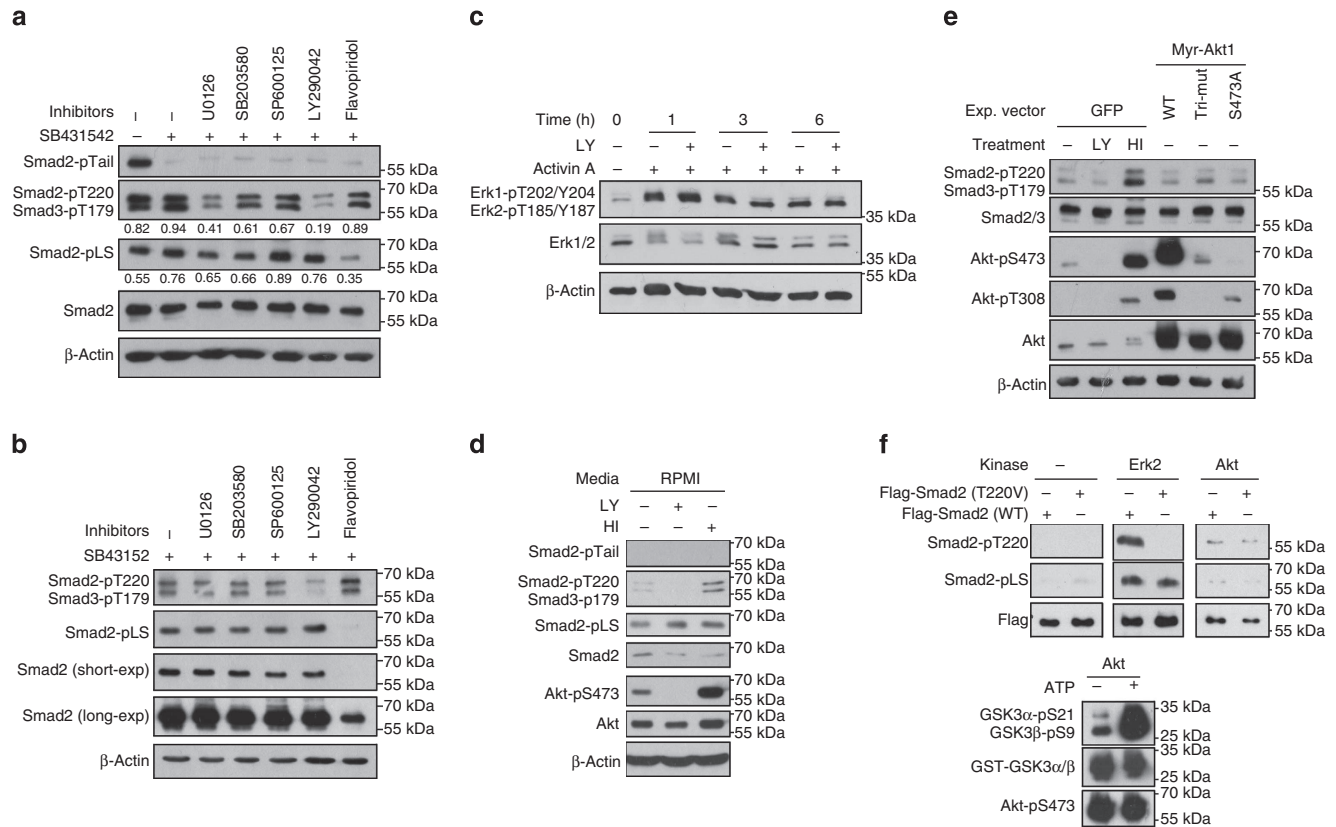 a
Inhibitors – – U0126 SB203580 SP600125 LY290042 Flavopiridol
SB431542 – + + + + + +
Smad2-pTail
55 kDa
Smad2-pT220 70 kDa
Smad3-pT179 55 kDa
0.82 0.94 0.41 0.61 0.67 0.19 0.89
Smad2-pLS 70 kDa
55 kDa
0.55 0.76 0.65 0.66 0.89 0.76 0.35
Smad2 70 kDa
55 kDa
β-Actin
b
Inhibitors – U0126 SB203580 SP600125 LY290042 Flavopiridol
SB43152 + + + + + +
Smad2-pT220 70 kDa
Smad3-pT179 55 kDa
Smad2-pLS 70 kDa
55 kDa
Smad2 (short-exp) 70 kDa
55 kDa
Smad2 (long-exp) 70 kDa
55 kDa
β-Actin
c
Time (h) 0 1 3 6
LY – + – + – +
Activin A – + + + + + +
Erk1-pT202/Y204
Erk2-pT185/Y187
35 kDa
Erk1/2
35 kDa
55 kDa
β-Actin
d
Media RPMI
LY – + –
HI – – +
Smad2-pTail 70 kDa
55 kDa
Smad2-pT220 70 kDa
Smad3-p179 55 kDa
Smad2-pLS 70 kDa
Smad2 70 kDa
Akt-pS473 70 kDa
55 kDa
Akt 70 kDa
55 kDa
β-Actin
e
Myr-Akt1
Exp. vector GFP WT Tri-mut S473A
Treatment – LY HI – – –
Smad2-pT220
Smad3-pT179
55 kDa
Smad2/3
Akt-pS473 70 kDa
Akt-pT308 70 kDa
55 kDa
Akt 70 kDa
55 kDa
β-Actin
f
Kinase – Erk2 Akt
Flag-Smad2 (T220V) – + – + – +
Flag-Smad2 (WT) + – + – + –
Smad2-pT220 55 kDa
Smad2-pLS 70 kDa
55 kDa
Flag 70 kDa
55 kDa
Akt
ATP – +
GSK3α-pS21 35 kDa
GSK3β-pS9 25 kDa
35 kDa
GST-GSK3α/β
25 kDa
70 kDa
Akt-pS473
55 kDa